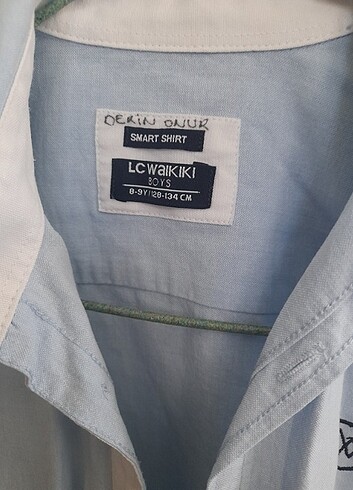 DERİN ONUR
SMART SHIRT
LCWAIKIKI
BOYS
8-9Y/128-134 CM